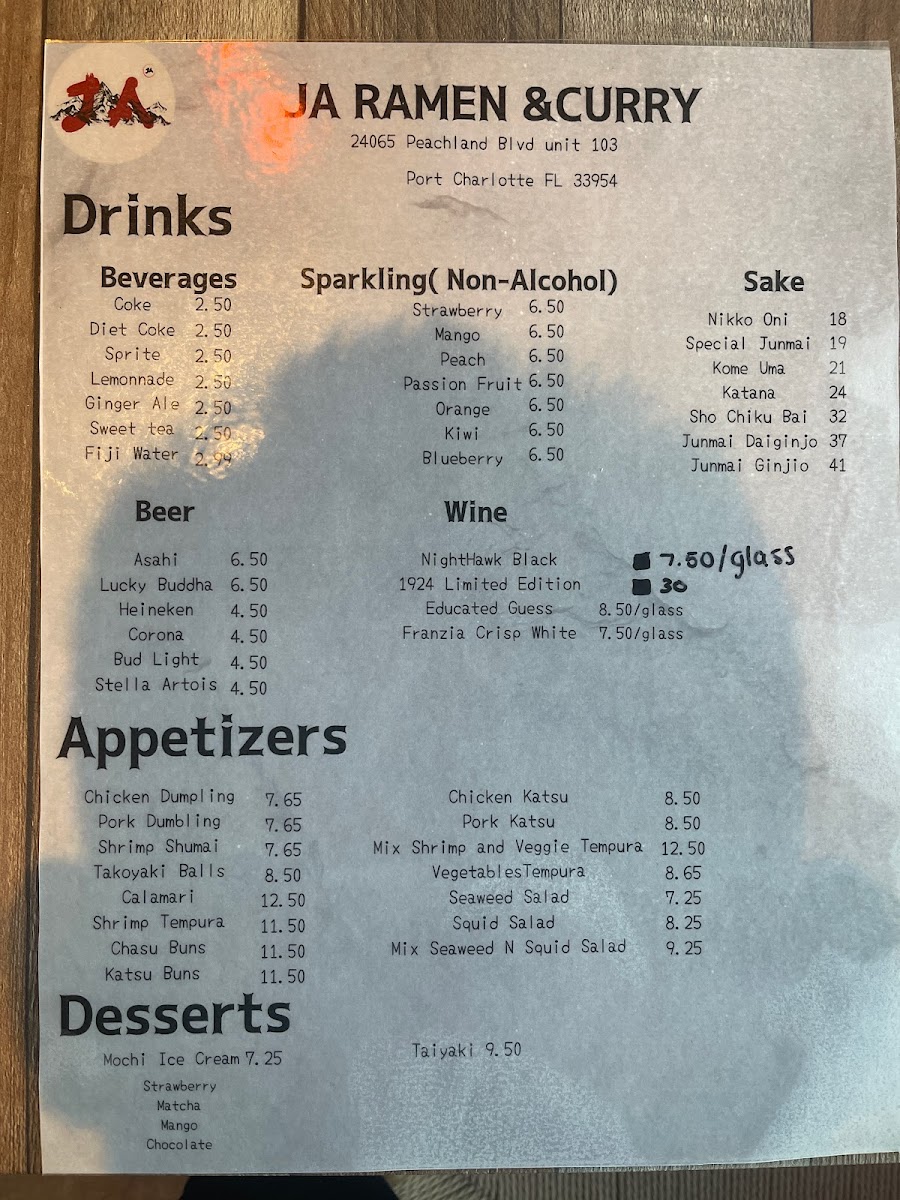 JA
JA RAMEN &CURRY
24065 Peachland Blvd unit 103
Port Charlotte FL 33954
Drinks
Beverages
Coke 2.50
Diet Coke 2.50
Sprite 2.50
Lemonnade 2.50
Ginger Ale 2.50
Sweet tea 2.50
Fiji Water 2.99
Sparkling( Non-Alcohol)
Strawberry 6.50
Mango 6.50
Peach 6.50
Passion Fruit 6.50
Orange 6.50
Kiwi 6.50
Blueberry 6.50
Sake
Nikko Oni 18
Special Junmai 19
Kome Uma 21
Katana 24
Sho Chiku Bai 32
Junmai Daiginjo 37
Junmai Ginjio 41
Beer
Asahi 6.50
Lucky Buddha 6.50
Heineken 4.50
Corona 4.50
Bud Light 4.50
Stella Artois 4.50
Wine
NightHawk Black 7.50/glass
1924 Limited Edition 30
Educated Guess 8.50/glass
Franzia Crisp White 7.50/glass
Appetizers
Chicken Dumpling 7.65
Pork Dumbling 7.65
Shrimp Shumai 7.65
Takoyaki Balls 8.50
Calamari 12.50
Shrimp Tempura 11.50
Chasu Buns 11.50
Katsu Buns 11.50
Chicken Katsu 8.50
Pork Katsu 8.50
Mix Shrimp and Veggie Tempura 12.50
VegetablesTempura 8.65
Seaweed Salad 7.25
Squid Salad 8.25
Mix Seaweed N Squid Salad 9.25
Desserts
Mochi Ice Cream 7.25
Strawberry
Matcha
Mango
Chocolate
Taiyaki 9.50